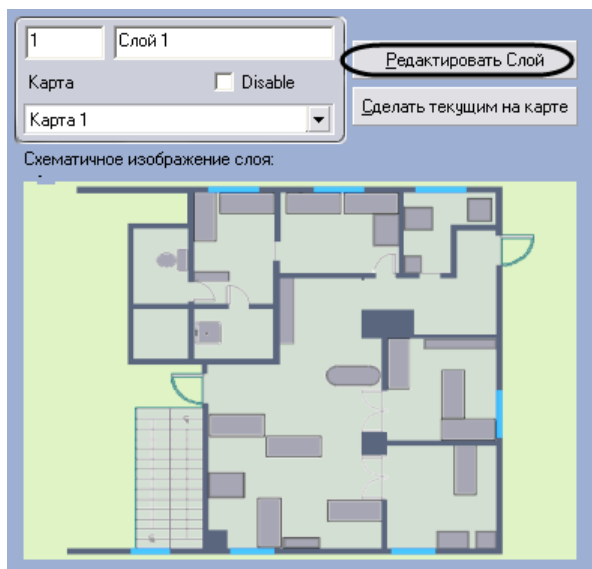 1 Слой 1
Редактировать Слой
Карта Disable
Сделать текущим на карте
Карта 1
Схематичное изображение слоя: